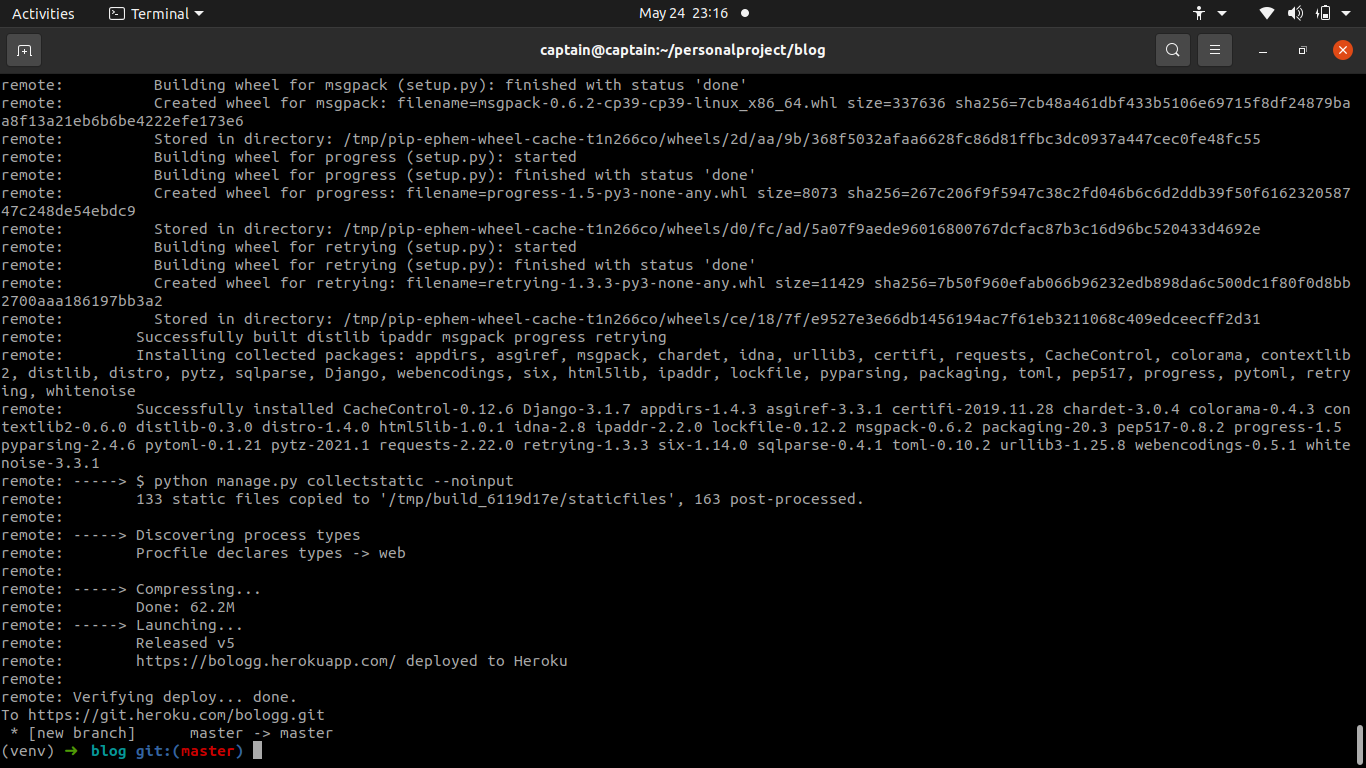 Activities Terminal May 24 23:16
captain@captain:~/personalproject/blog
remote:          Building wheel for msgpack (setup.py): finished with status 'done'
remote:          Created wheel for msgpack: filename=msgpack-0.6.2-cp39-cp39-linux_x86_64.whl size=337636 sha256=7cb48a461dbf433b5106e69715f8df24879ba
a8f13a21eb6b6be4222efe173e6
remote:          Stored in directory: /tmp/pip-ephem-wheel-cache-t1n266co/wheels/2d/aa/9b/368f5032afaa6628fc86d81ffbc3dc0937a447cec0fe48fc55
remote:          Building wheel for progress (setup.py): started
remote:          Building wheel for progress (setup.py): finished with status 'done'
remote:          Created wheel for progress: filename=progress-1.5-py3-none-any.whl size=8073 sha256=267c206f9f5947c38c2fd046b6c6d2ddb39f50f6162320587
47c248de54ebdc9
remote:          Stored in directory: /tmp/pip-ephem-wheel-cache-t1n266co/wheels/d0/fc/ad/5a07f9aede96016800767dcfac87b3c16d96bc520433d4692e
remote:          Building wheel for retrying (setup.py): started
remote:          Building wheel for retrying (setup.py): finished with status 'done'
remote:          Created wheel for retrying: filename=retrying-1.3.3-py3-none-any.whl size=11429 sha256=7b50f960efab066b96232edb898da6c500dc1f80f0d8bb
2700aaa186197bb3a2
remote:          Stored in directory: /tmp/pip-ephem-wheel-cache-t1n266co/wheels/ce/18/7f/e9527e3e66db1456194ac7f61eb3211068c409edceecff2d31
remote:        Successfully built distlib ipaddr msgpack progress retrying
remote:        Installing collected packages: appdirs, asgiref, msgpack, chardet, idna, urllib3, certifi, requests, CacheControl, colorama, contextlib
2, distlib, distro, pytz, sqlparse, Django, webencodings, six, html5lib, ipaddr, lockfile, pyparsing, packaging, toml, pep517, progress, pytoml, retry
ing, whitenoise
remote:        Successfully installed CacheControl-0.12.6 Django-3.1.7 appdirs-1.4.3 asgiref-3.3.1 certifi-2019.11.28 chardet-3.0.4 colorama-0.4.3 con
textlib2-0.6.0 distlib-0.3.0 distro-1.4.0 html5lib-1.0.1 idna-2.8 ipaddr-2.2.0 lockfile-0.12.2 msgpack-0.6.2 packaging-20.3 pep517-0.8.2 progress-1.5 
pyparsing-2.4.6 pytoml-0.1.21 pytz-2021.1 requests-2.22.0 retrying-1.3.3 six-1.14.0 sqlparse-0.4.1 toml-0.10.2 urllib3-1.25.8 webencodings-0.5.1 white
noise-3.3.1
remote: -----> $ python manage.py collectstatic --noinput
remote:        133 static files copied to '/tmp/build_6119d17e/staticfiles', 163 post-processed.
remote:
remote: -----> Discovering process types
remote:        Procfile declares types -> web
remote:
remote: -----> Compressing...
remote:        Done: 62.2M
remote: -----> Launching...
remote:        Released v5
remote:        https://bologg.herokuapp.com/ deployed to Heroku
remote:
remote: Verifying deploy... done.
To https://git.heroku.com/bologg.git
 * [new branch]      master -> master
(venv) ➜  blog git:(master)